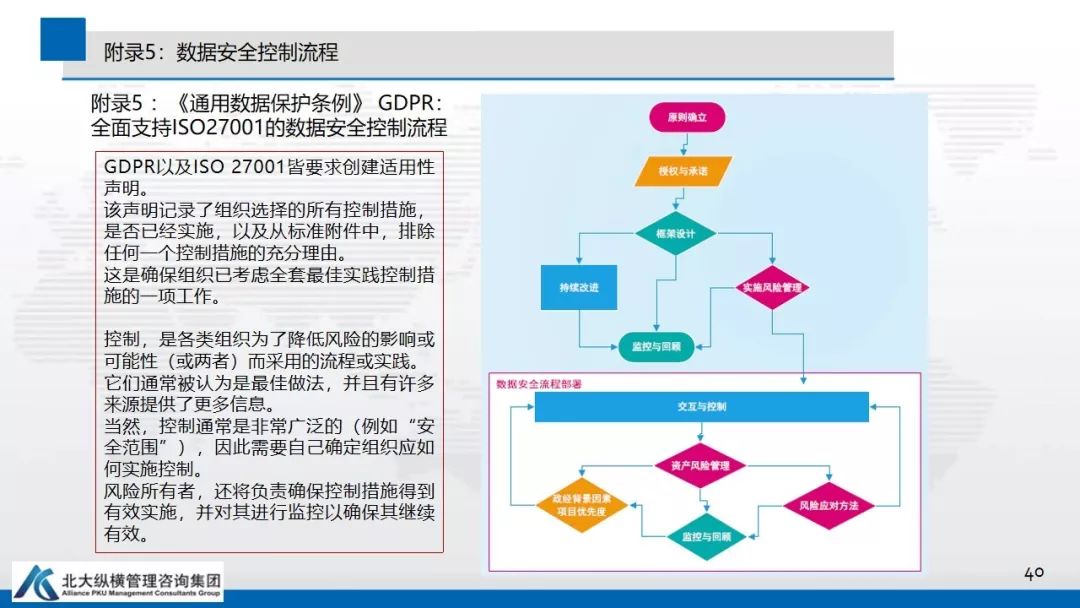 附录5：数据安全控制流程
附录5 ：《通用数据保护条例》 GDPR：
全面支持ISO27001的数据安全控制流程
GDPR以及ISO 27001皆要求创建适用性
声明。
该声明记录了组织选择的所有控制措施，
是否已经实施，以及从标准附件中，排除
任何一个控制措施的充分理由。
这是确保组织已考虑全套最佳实践控制措
施的一项工作。
控制，是各类组织为了降低风险的影响或
可能性（或两者）而采用的流程或实践。
它们通常被认为是最佳做法，并且有许多
来源提供了更多信息。
当然，控制通常是非常广泛的（例如“安
全范围”），因此需要自己确定组织应如
何实施控制。
风险所有者，还将负责确保控制措施得到
有效实施，并对其进行监控以确保其继续
有效。
原则确立
授权与承诺
框架设计
持续改进
实施风险管理
监控与回顾
数据安全流程部署
交互与控制
资产风险管理
政经背景因素
项目优先度
风险应对方法
监控与回顾
北大纵横管理咨询集团
Alliance PKU Management Consultants Group
40